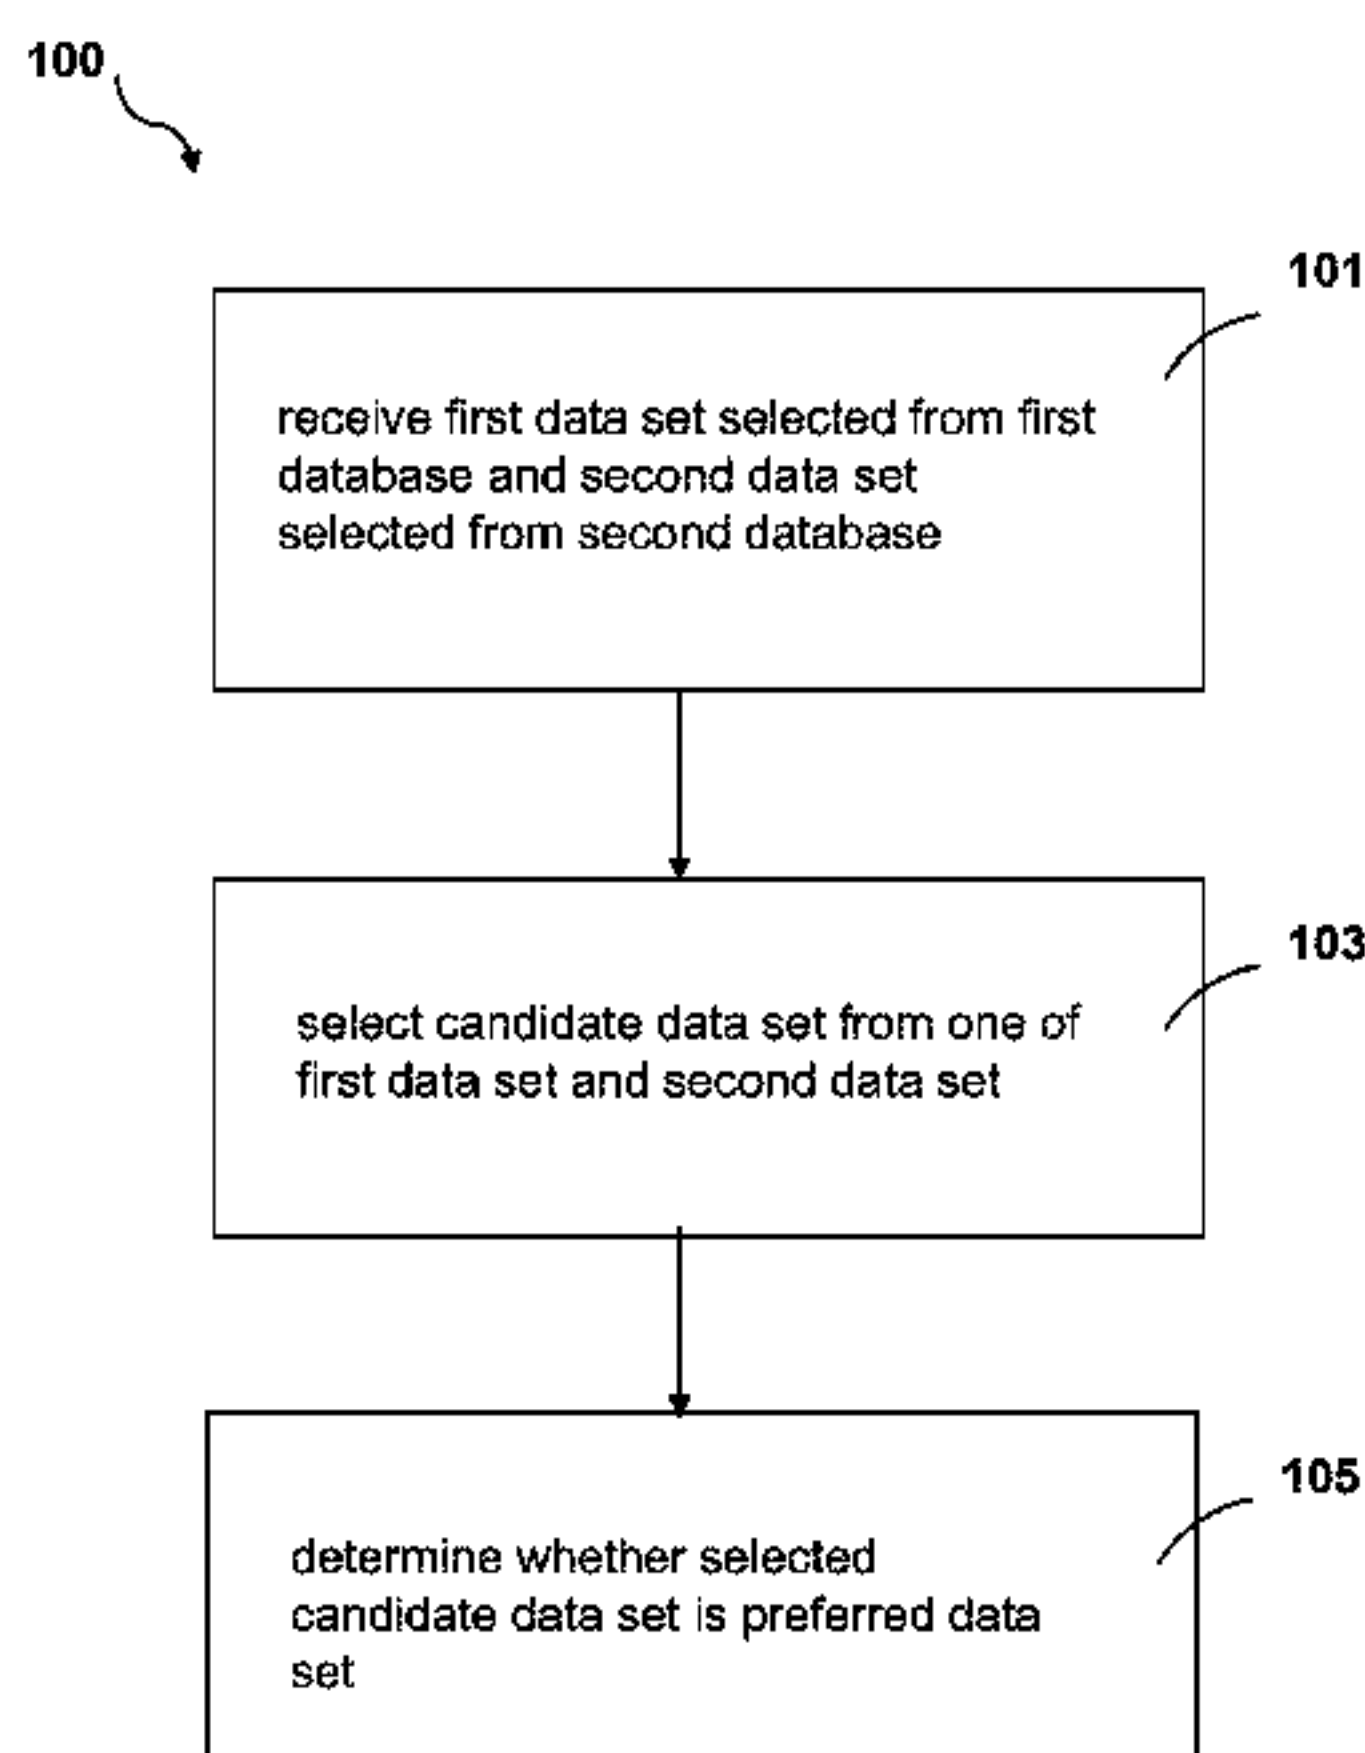 100
101
receive first data set selected from first
database and second data set
selected from second database
103
select candidate data set from one of
first data set and second data set
105
determine whether selected
candidate data set is preferred data
set